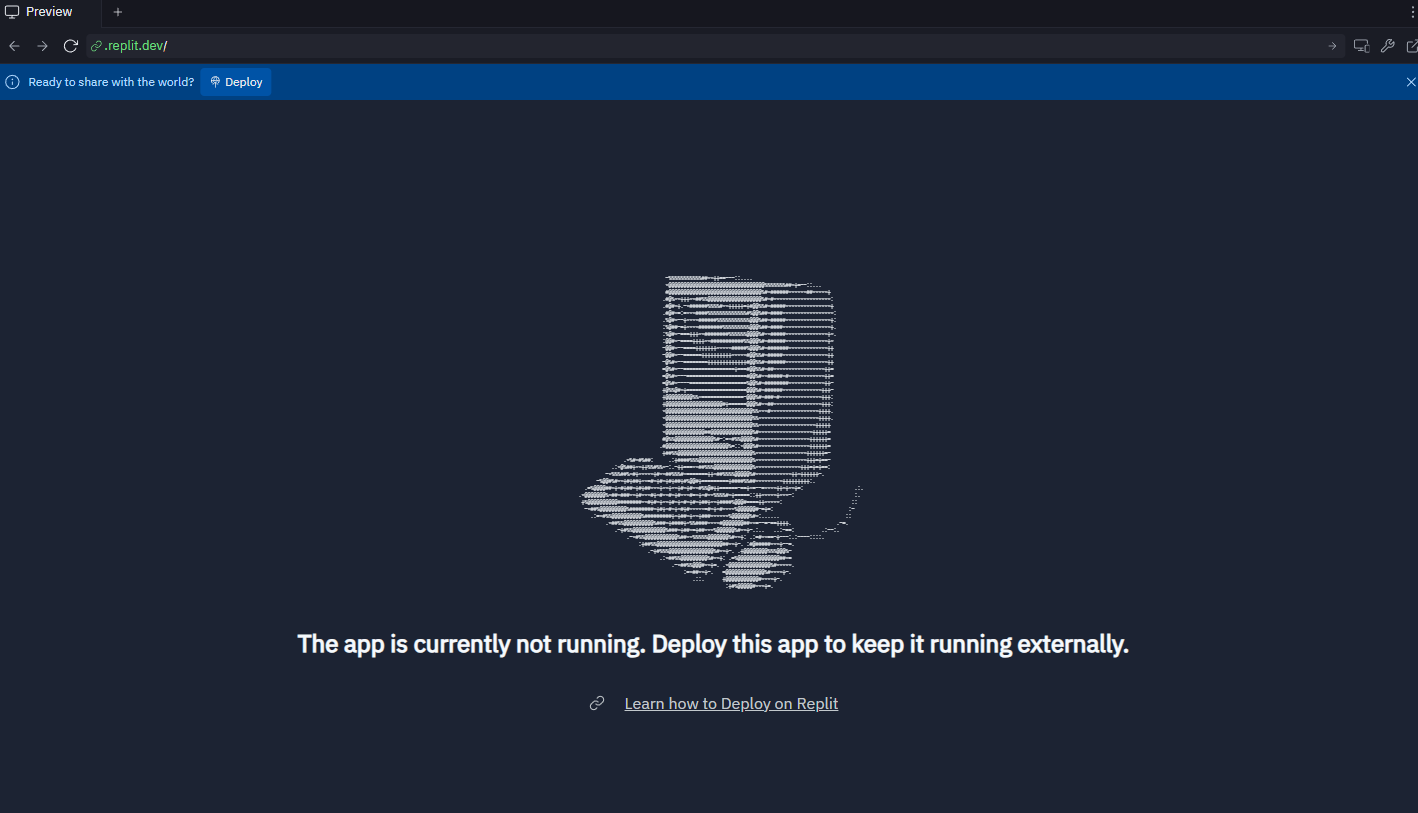 Preview
.replit.dev/
Ready to share with the world? Deploy
The app is currently not running. Deploy this app to keep it running externally.
Learn how to Deploy on Replit